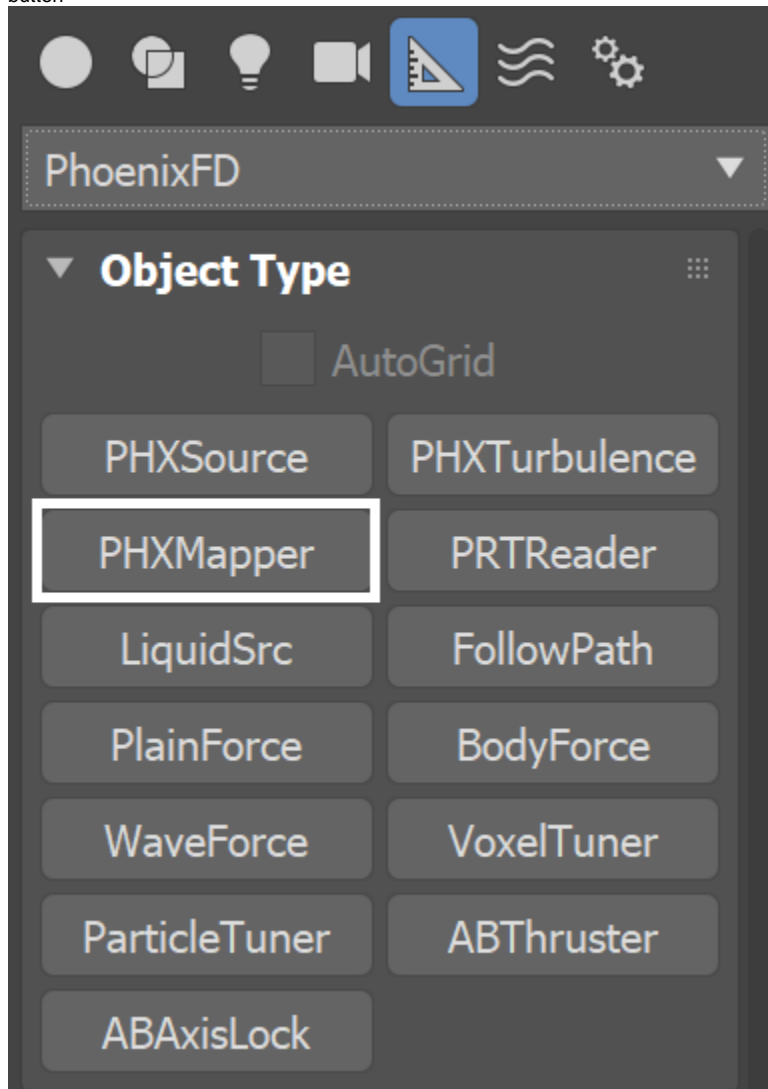 button
PhoenixFD
Object Type
AutoGrid
PHXSource PHXTurbulence
PHXMapper PRTReader
LiquidSrc FollowPath
PlainForce BodyForce
WaveForce VoxelTuner
ParticleTuner ABThruster
ABAxisLock